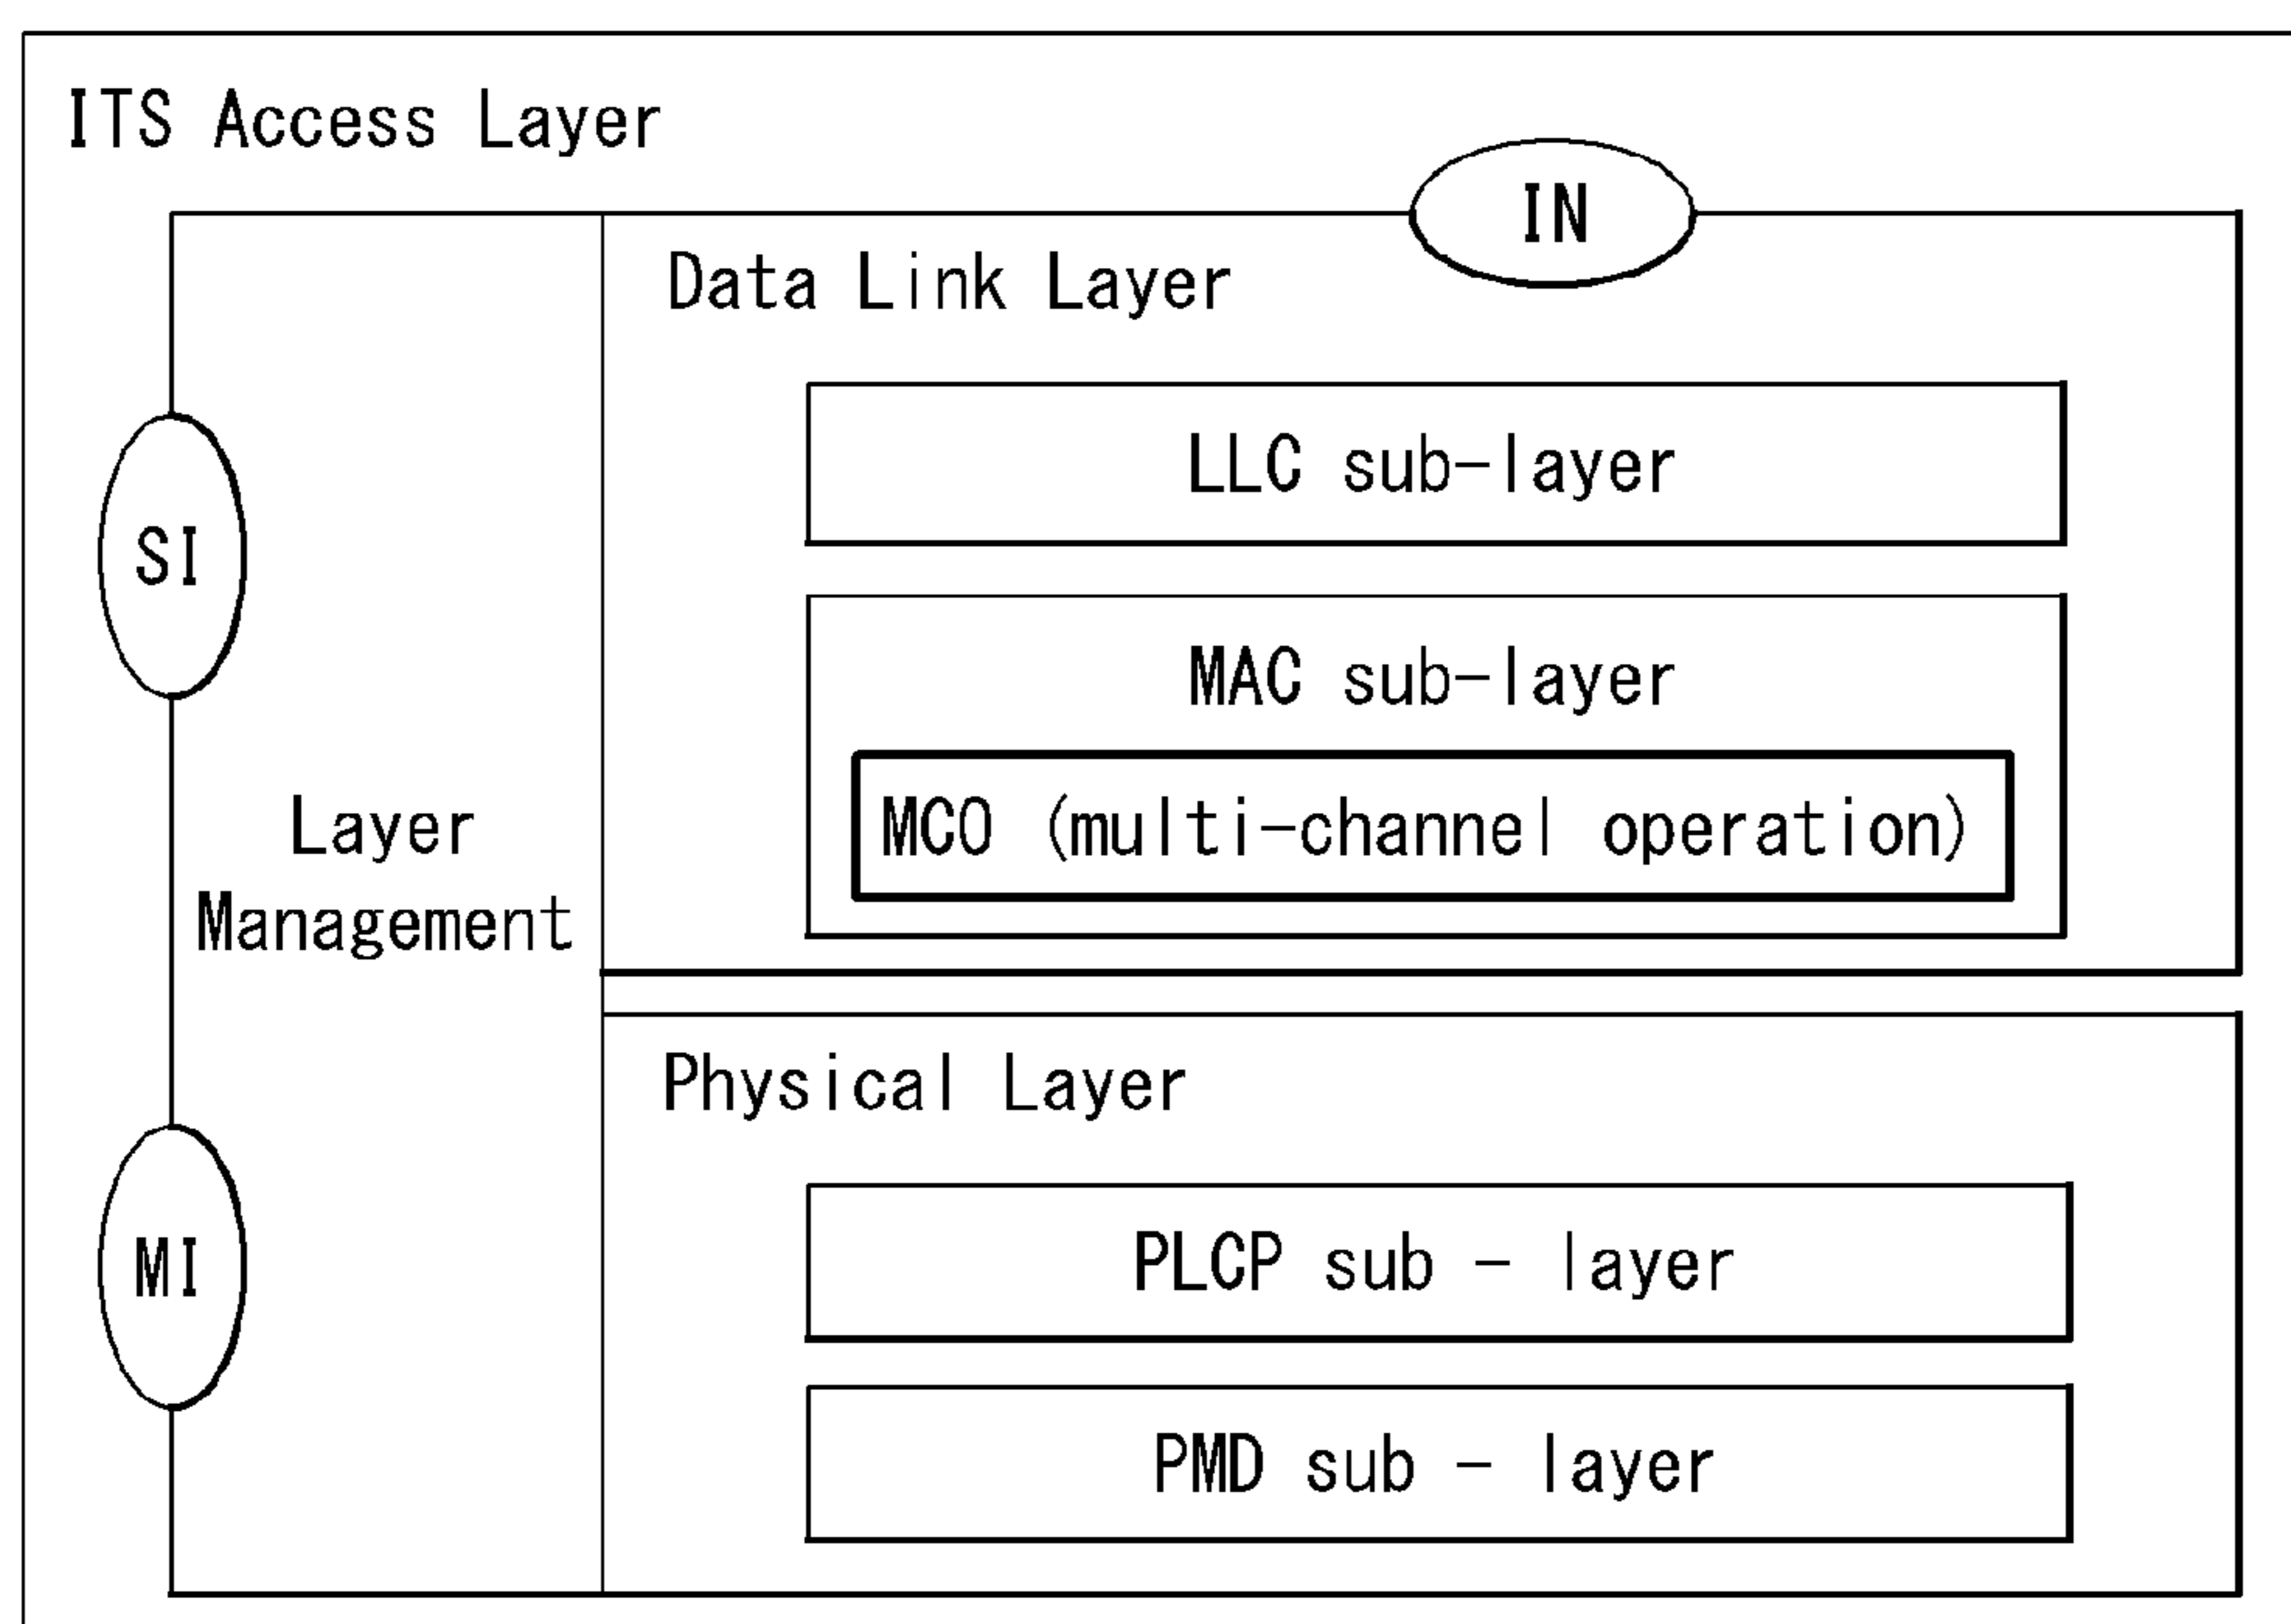 ITS Access Layer
IN
Data Link Layer
LLC sub-layer
SI
MAC sub-layer
MCO (multi-channel operation)
Layer
Management
Physical Layer
PLCP sub - layer
MI
PMD sub - layer